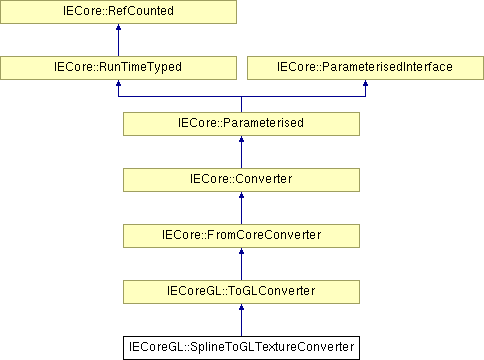 IECore::RefCounted
IECore::RunTimeTyped
IECore::ParameterisedInterface
IECore::Parameterised
IECore::Converter
IECore::FromCoreConverter
IECoreGL::ToGLConverter
IECoreGL::SplineToGLTextureConverter